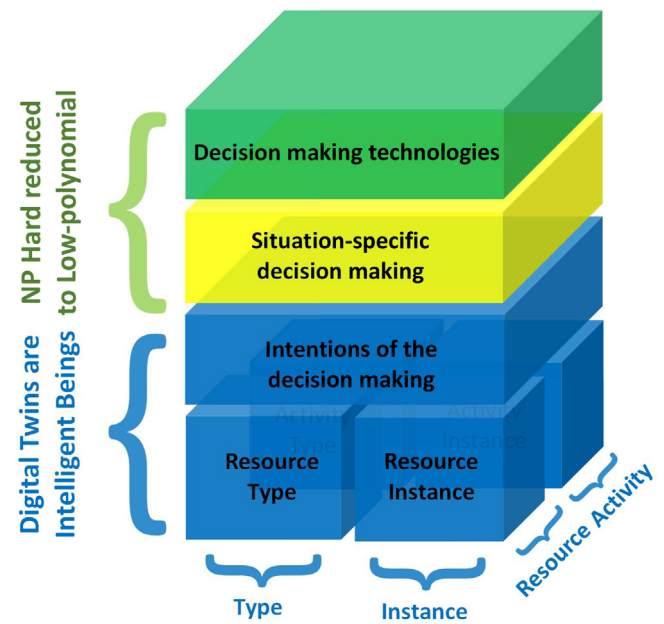 NP Hard reduced
to Low-polynomial
Digital Twins are
Intelligent Beings
Decision making technologies
Situation-specific
decision making
Intentions of the
decision making
Activity
Type
Activity
Instance
Resource
Type
Resource
Instance
Resource Activity
Type
Instance